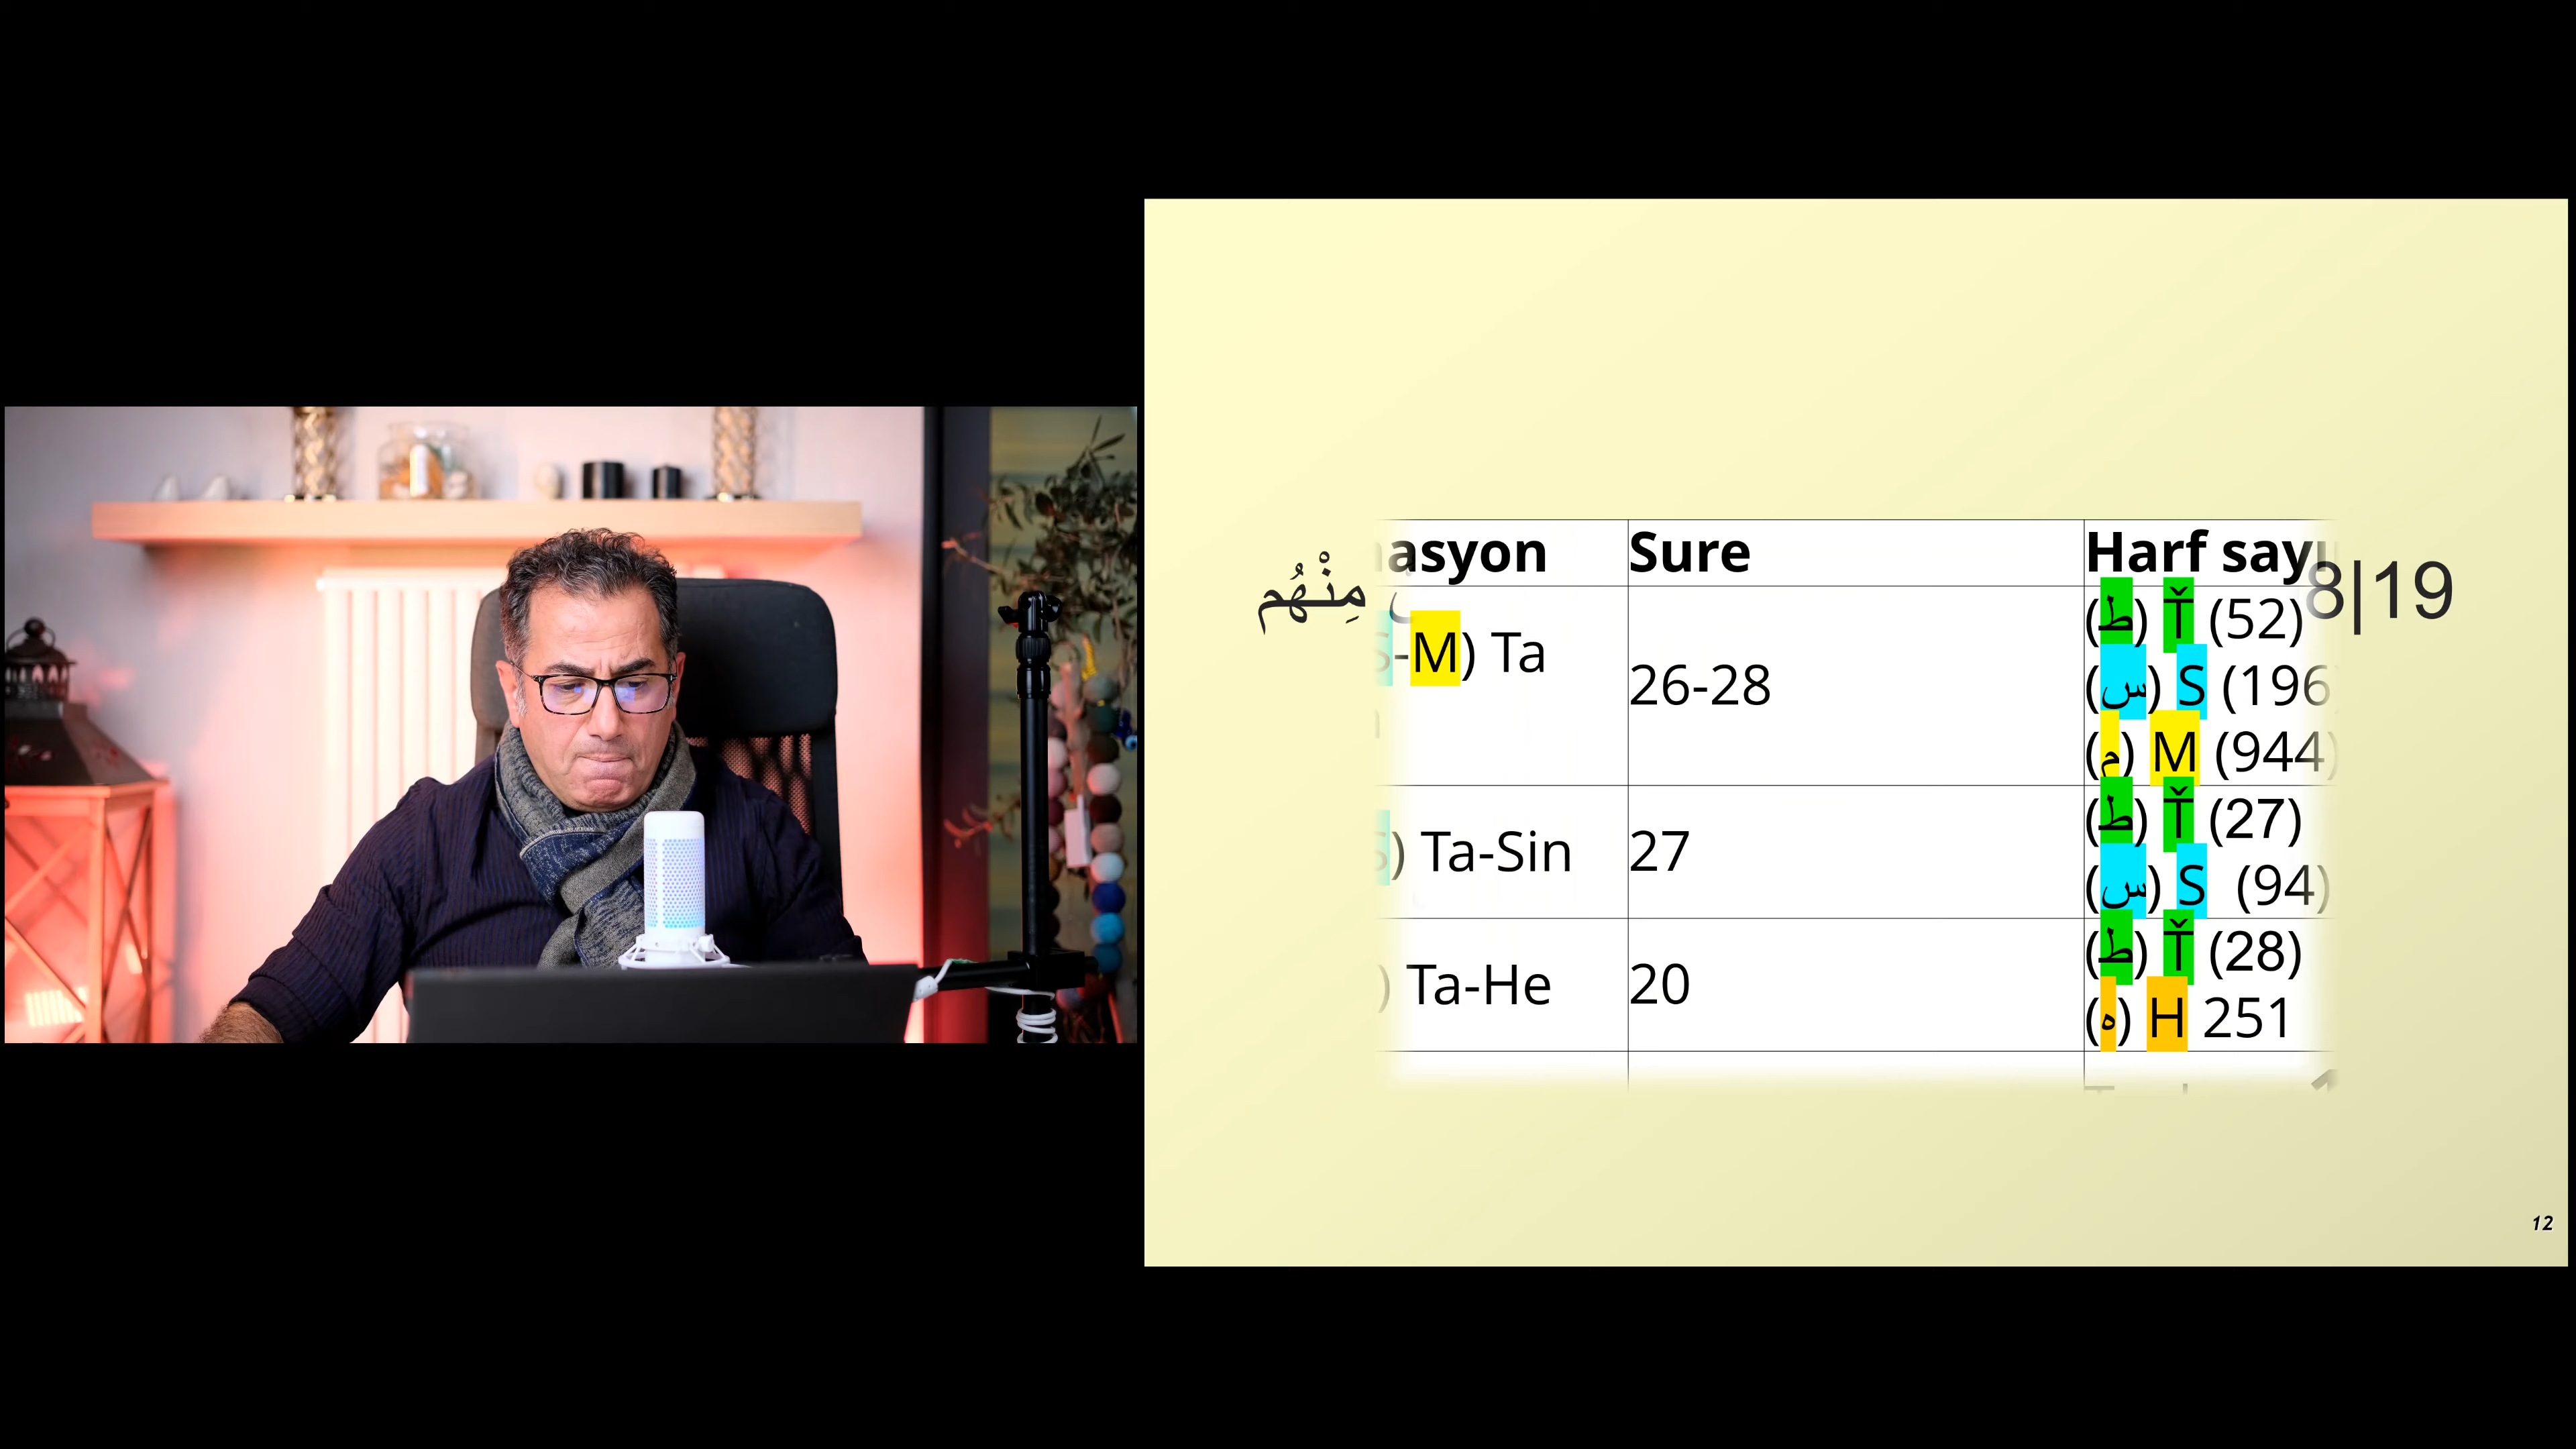 asyon Sure Harf sayı
مِنْهُم
8|19
-M) Ta
26-28
(ط) Ť (52)
(س) S (196)
(م) M (944)
S) Ta-Sin
27
(ط) Ť (27)
(س) S (94)
) Ta-He
20
(ط) Ť (28)
(ه) H 251
12